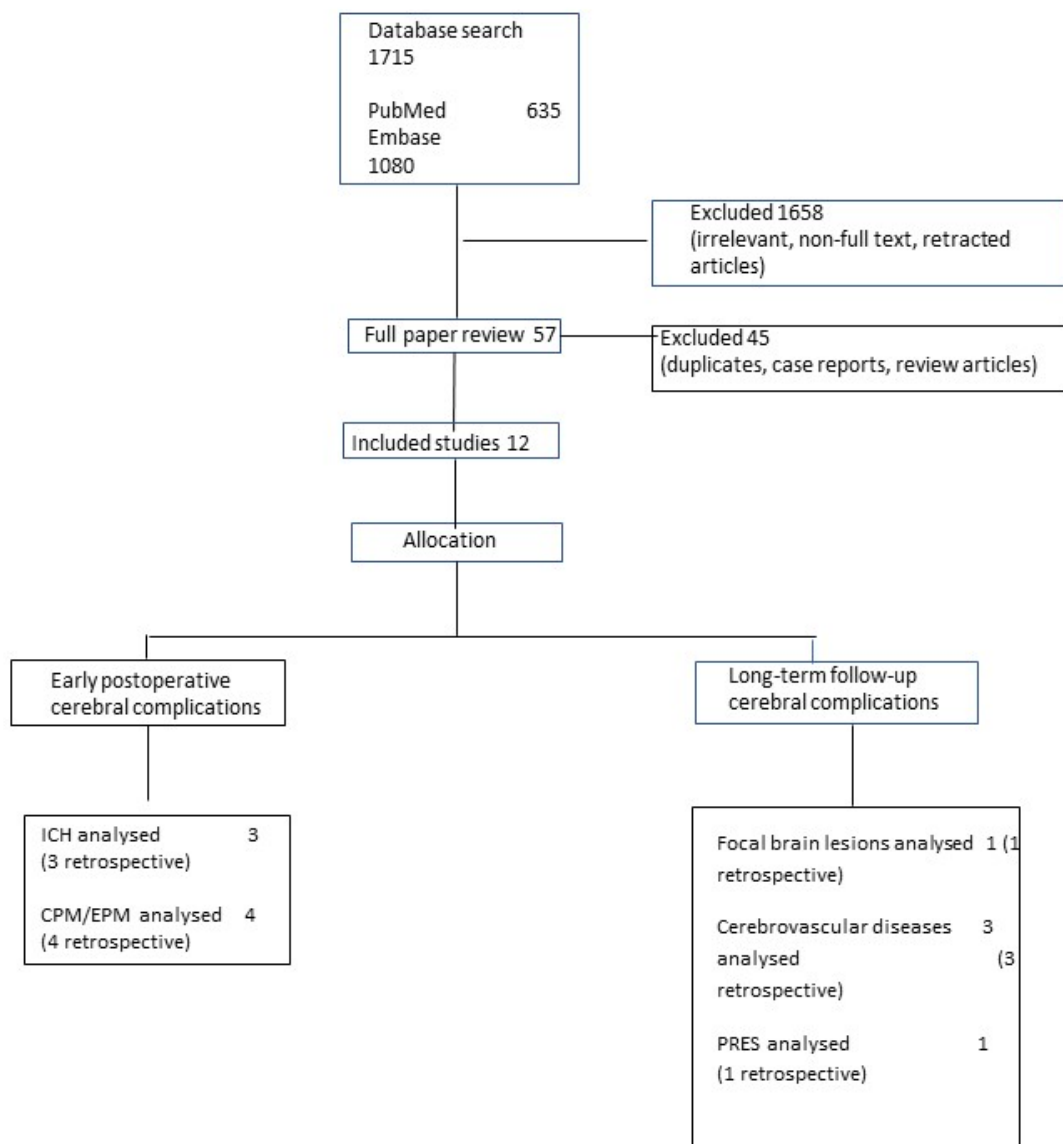 Database search
1715
PubMed 635
Embase
1080
Excluded 1658
(irrelevant, non-full text, retracted
articles)
Full paper review 57
Excluded 45
(duplicates, case reports, review articles)
Included studies 12
Allocation
Early postoperative
cerebral complications
Long-term follow-up
cerebral complications
ICH analysed 3
(3 retrospective)
CPM/EPM analysed 4
(4 retrospective)
Focal brain lesions analysed 1 (1
retrospective)
Cerebrovascular diseases 3
analysed (3
retrospective)
PRES analysed 1
(1 retrospective)